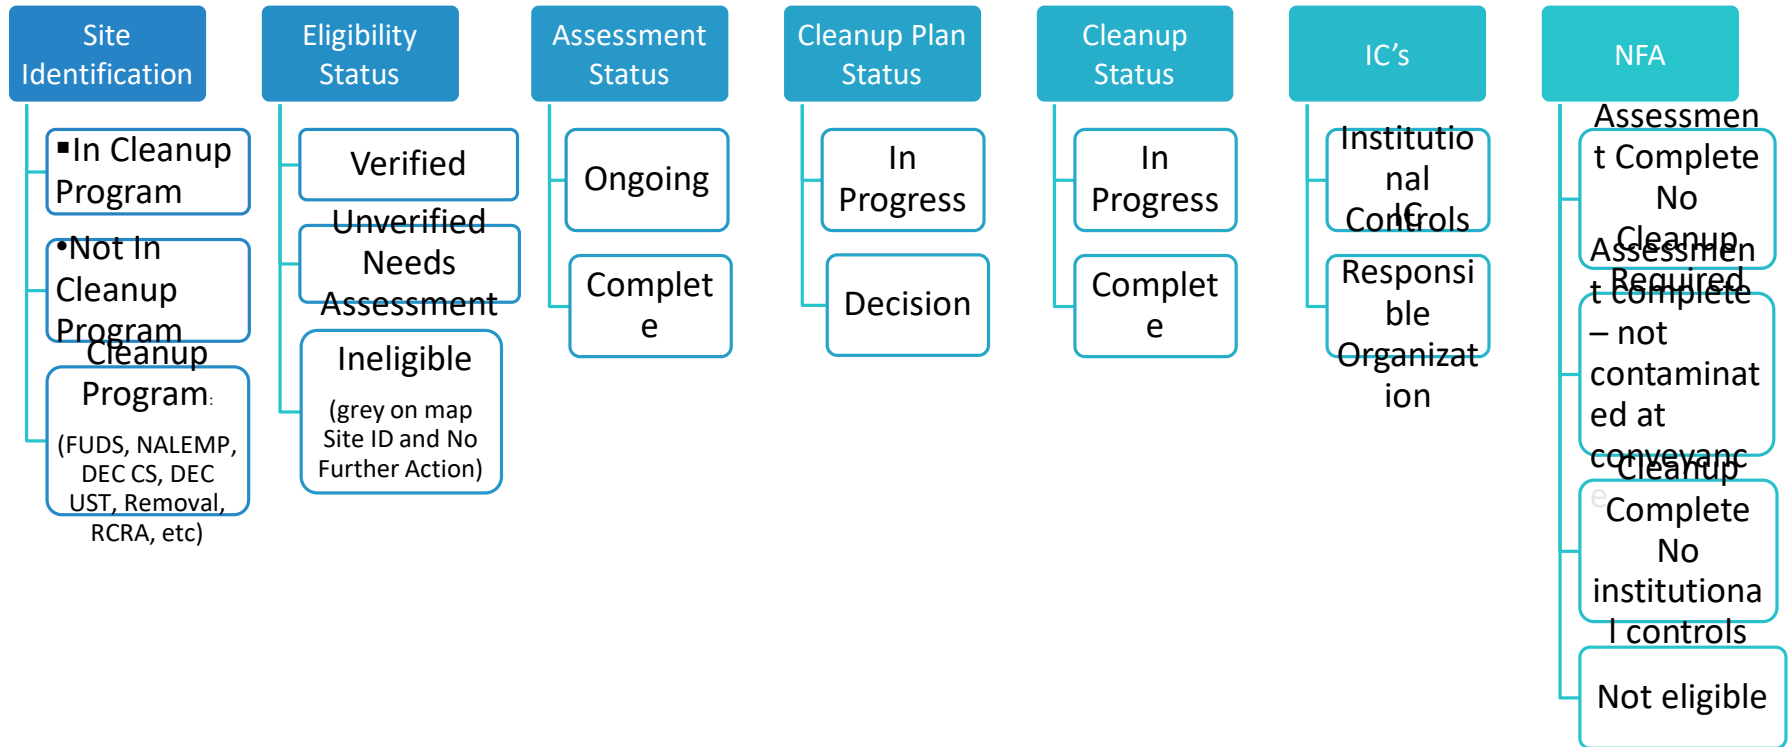 Site
Identification
▪In Cleanup
Program
•Not In
Cleanup
Program
Cleanup
Program:
(FUDS, NALEMP,
DEC CS, DEC
UST, Removal,
RCRA, etc)
Eligibility
Status
Verified
Unverified
Needs
Assessment
Ineligible
(grey on map
Site ID and No
Further Action)
Assessment
Status
Ongoing
Complet
e
Cleanup Plan
Status
In
Progress
Decision
Cleanup
Status
In
Progress
Complet
e
IC’s
Institutio
nal
Controls
IC
Responsi
ble
Organizat
ion
NFA
Assessmen
t Complete
No
Cleanup
Required
Assessmen
t complete
– not
contaminat
ed at
conveyanc
e
Cleanup
Complete
No
institutiona
l controls
Not eligible